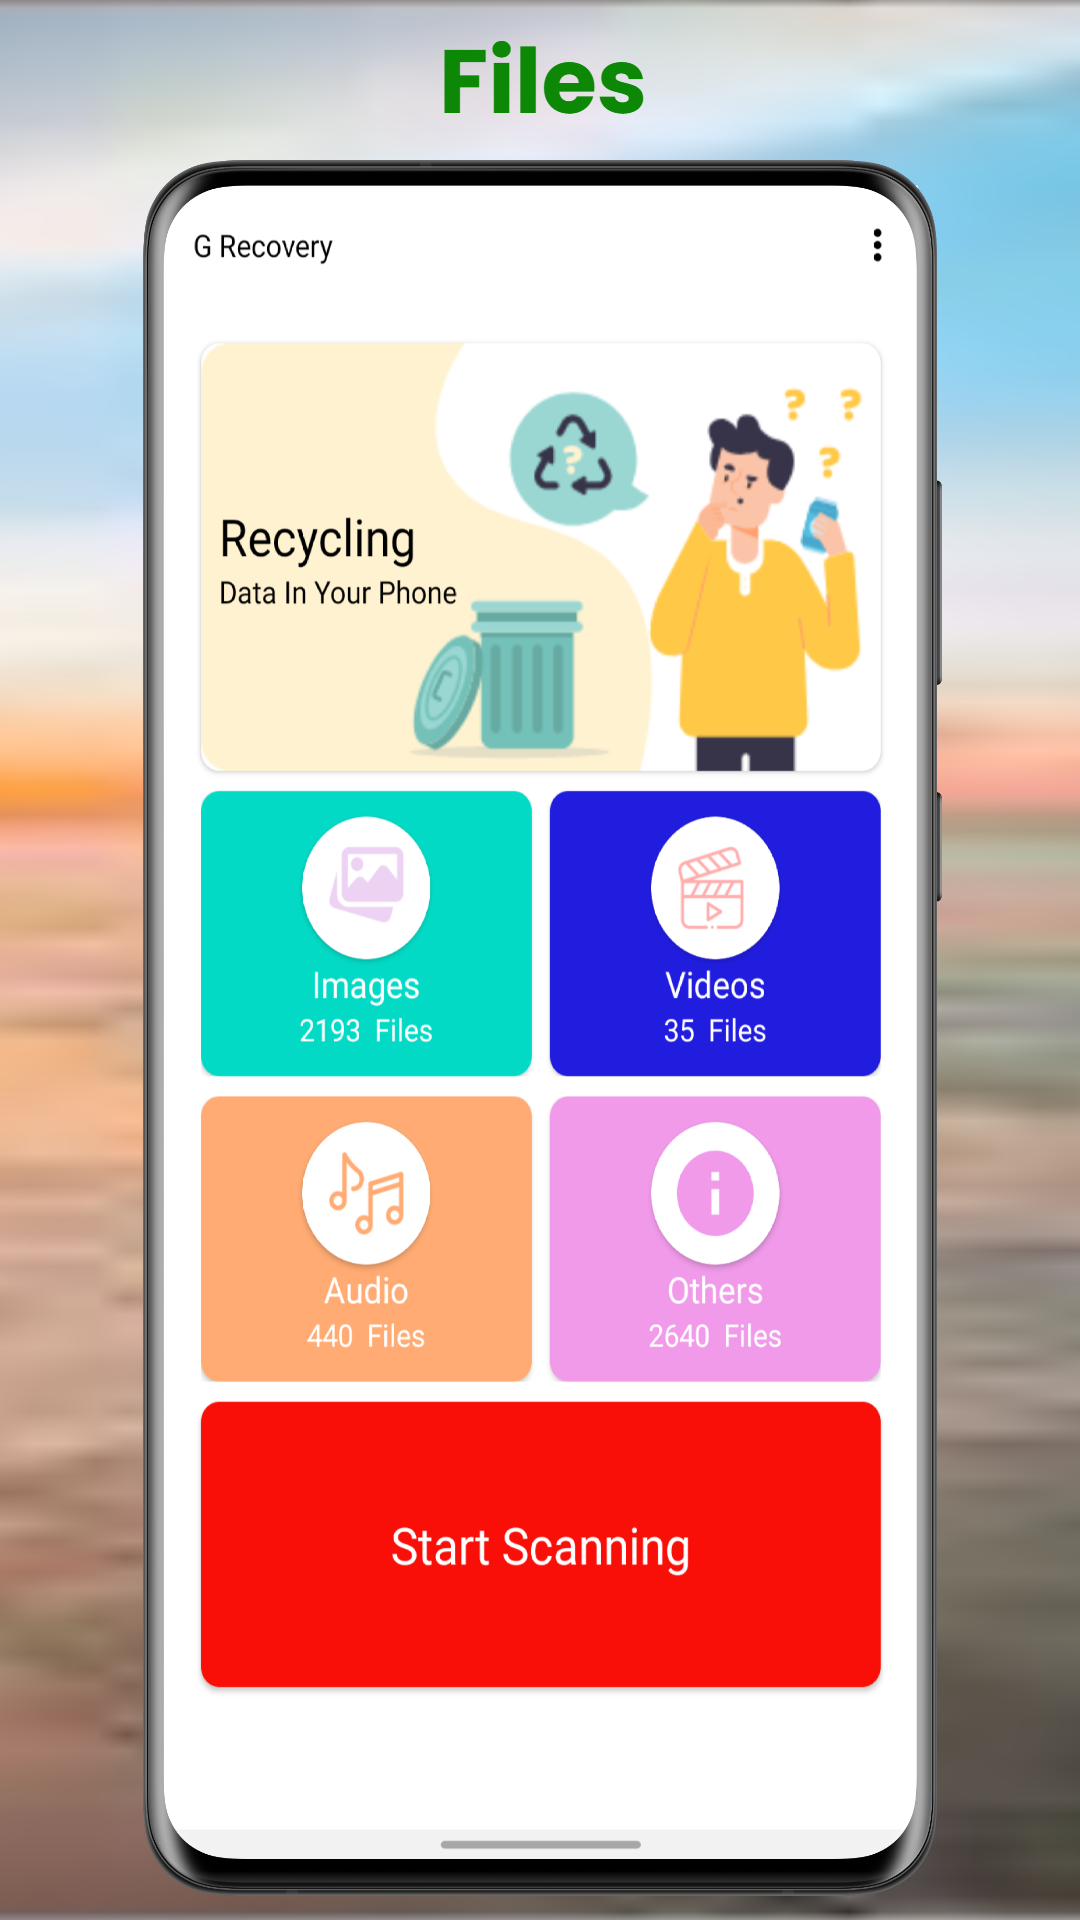 Files
G Recovery
? ?
?
?
Recycling
Data In Your Phone
Images
2193 Files
Videos
35 Files
Audio
440 Files
Others
2640 Files
Start Scanning